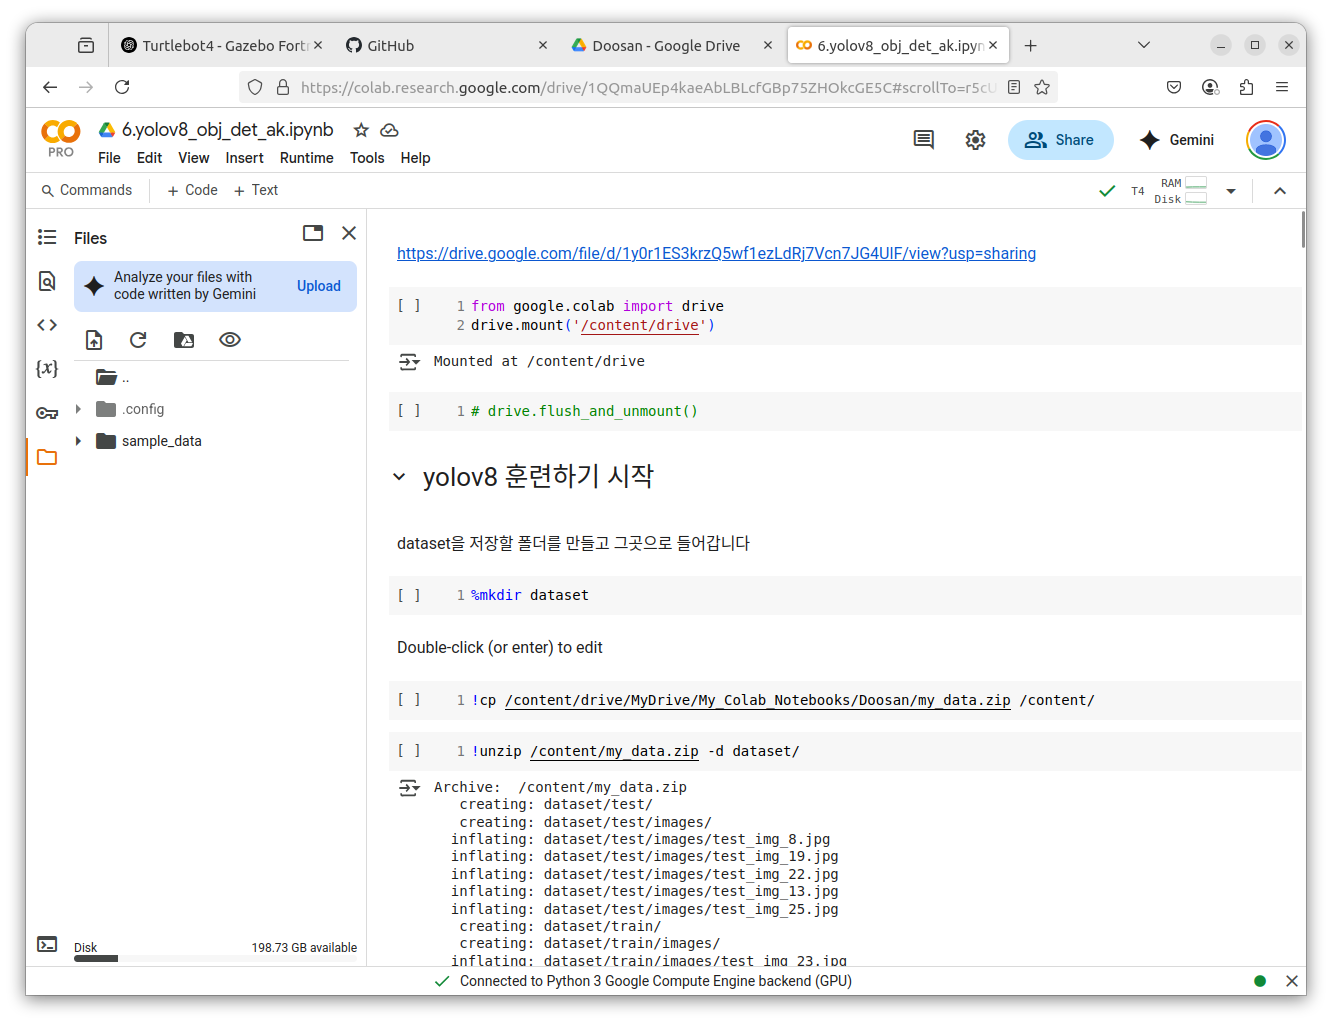 Turtlebot4 - Gazebo Fort
GitHub
Doosan - Google Drive
6.yolov8_obj_det_ak.ipyn
https://colab.research.google.com/drive/1QQmaUEp4kaeAbLBLcfGBp75ZHOkcGE5C#scrollTo=r5cU
PRO
6.yolov8_obj_det_ak.ipynb
File Edit View Insert Runtime Tools Help
Share
Gemini
Commands + Code + Text
T4
RAM
Disk
Files
Analyze your files with
code written by Gemini
Upload
..
.config
sample_data
Disk 198.73 GB available
https://drive.google.com/file/d/1y0r1ES3krzQ5wf1ezLdRj7Vcn7JG4UlF/view?usp=sharing
[ ] 1 from google.colab import drive
2 drive.mount('/content/drive')
Mounted at /content/drive
[ ] 1 # drive.flush_and_unmount()
yolov8 훈련하기 시작
dataset을 저장할 폴더를 만들고 그곳으로 들어갑니다
[ ] 1 %mkdir dataset
Double-click (or enter) to edit
[ ] 1 !cp /content/drive/MyDrive/My_Colab_Notebooks/Doosan/my_data.zip /content/
[ ] 1 !unzip /content/my_data.zip -d dataset/
Archive:  /content/my_data.zip
creating: dataset/test/
creating: dataset/test/images/
inflating: dataset/test/images/test_img_8.jpg
inflating: dataset/test/images/test_img_19.jpg
inflating: dataset/test/images/test_img_22.jpg
inflating: dataset/test/images/test_img_13.jpg
inflating: dataset/test/images/test_img_25.jpg
creating: dataset/train/
creating: dataset/train/images/
inflating: dataset/train/images/test_img_23.jpg
Connected to Python 3 Google Compute Engine backend (GPU)